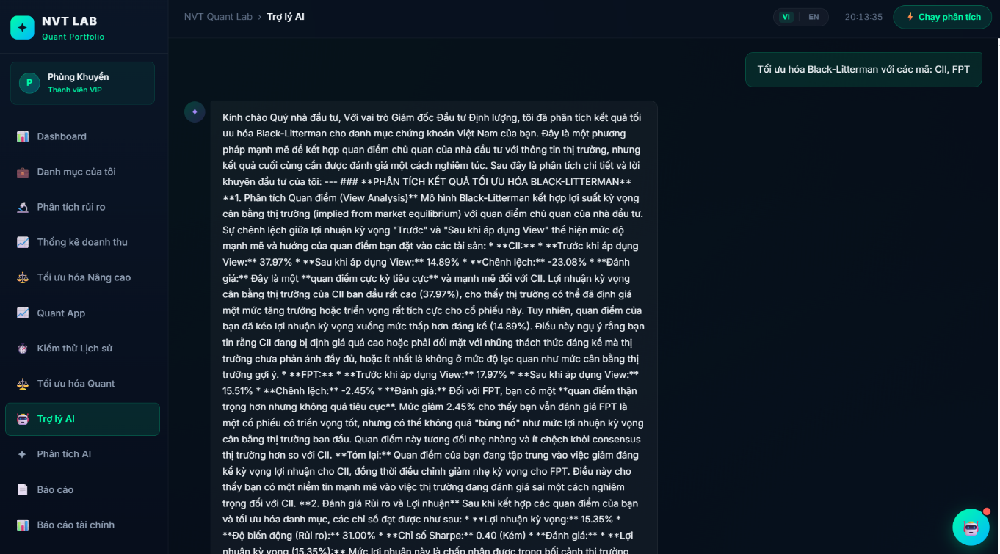 NVT LAB
Quant Portfolio
Phùng Khuyển
Thành viên VIP
Dashboard
Danh mục của tôi
Phân tích rủi ro
Thống kê doanh thu
Tối ưu hóa Nâng cao
Quant App
Kiểm thử Lịch sử
Tối ưu hóa Quant
Trợ lý AI
Phân tích AI
Báo cáo
Báo cáo tài chính
NVT Quant Lab › Trợ lý AI
VI | EN
20:13:35
Chạy phân tích
Tối ưu hóa Black-Litterman với các mã: CII, FPT
Kính chào Quý nhà đầu tư, Với vai trò Giám đốc Đầu tư Định lượng, tôi đã phân tích kết quả tối
ưu hóa Black-Litterman cho danh mục chứng khoán Việt Nam của bạn. Đây là một phương
pháp mạnh mẽ để kết hợp quan điểm chủ quan của nhà đầu tư với thông tin thị trường, nhưng
kết quả cuối cùng cần được đánh giá một cách nghiêm túc. Sau đây là phân tích chi tiết và lời
khuyên đầu tư của tôi: --- ### **PHÂN TÍCH KẾT QUẢ TỐI ƯU HÓA BLACK-LITTERMAN**
**1. Phân tích Quan điểm (View Analysis)** Mô hình Black-Litterman kết hợp lợi suất kỳ vọng
cân bằng thị trường (implied from market equilibrium) với quan điểm chủ quan của nhà đầu tư.
Sự chênh lệch giữa lợi nhuận kỳ vọng "Trước" và "Sau khi áp dụng View" thể hiện mức độ
mạnh mẽ và hướng của quan điểm bạn đặt vào các tài sản: * **CII:** * **Trước khi áp dụng
View:** 37.97% * **Sau khi áp dụng View:** 14.89% * **Chênh lệch:** -23.08% * **Đánh
giá:** Đây là một **quan điểm cực kỳ tiêu cực** và mạnh mẽ đối với CII. Lợi nhuận kỳ vọng
cân bằng thị trường của CII ban đầu rất cao (37.97%), cho thấy thị trường có thể đã định giá
một mức tăng trưởng hoặc triển vọng rất tích cực cho cổ phiếu này. Tuy nhiên, quan điểm của
bạn đã kéo lợi nhuận kỳ vọng xuống mức thấp hơn đáng kể (14.89%). Điều này ngụ ý rằng bạn
tin rằng CII đang bị định giá quá cao hoặc phải đối mặt với những thách thức đáng kể mà thị
trường chưa phản ánh đầy đủ, hoặc ít nhất là không ở mức độ lạc quan như mức cân bằng thị
trường gợi ý. * **FPT:** * **Trước khi áp dụng View:** 17.97% * **Sau khi áp dụng View:**
15.51% * **Chênh lệch:** -2.45% * **Đánh giá:** Đối với FPT, bạn có một **quan điểm thận
trọng hơn nhưng không quá tiêu cực**. Mức giảm 2.45% cho thấy bạn vẫn đánh giá FPT là
một cổ phiếu có triển vọng tốt, nhưng có thể không quá "bùng nổ" như mức lợi nhuận kỳ vọng
cân bằng thị trường ban đầu. Quan điểm này tương đối nhẹ nhàng và ít chệch khỏi consensus
thị trường hơn so với CII. **Tóm lại:** Quan điểm của bạn đang tập trung vào việc giảm đáng
kể kỳ vọng lợi nhuận cho CII, đồng thời điều chỉnh giảm nhẹ kỳ vọng cho FPT. Điều này cho
thấy bạn có một niềm tin mạnh mẽ vào việc thị trường đang đánh giá sai một cách nghiêm
trọng đối với CII. **2. Đánh giá Rủi ro và Lợi nhuận** Sau khi kết hợp các quan điểm của bạn
và tối ưu hóa danh mục, các chỉ số đạt được như sau: * **Lợi nhuận kỳ vọng:** 15.35% *
**Độ biến động (Rủi ro):** 31.00% * **Chỉ số Sharpe:** 0.40 (Kém) * **Đánh giá:** * **Lợi
nhuận kỳ vọng (15.35%):** Mức lợi nhuận này là chấp nhận được trong bối cảnh thị trường